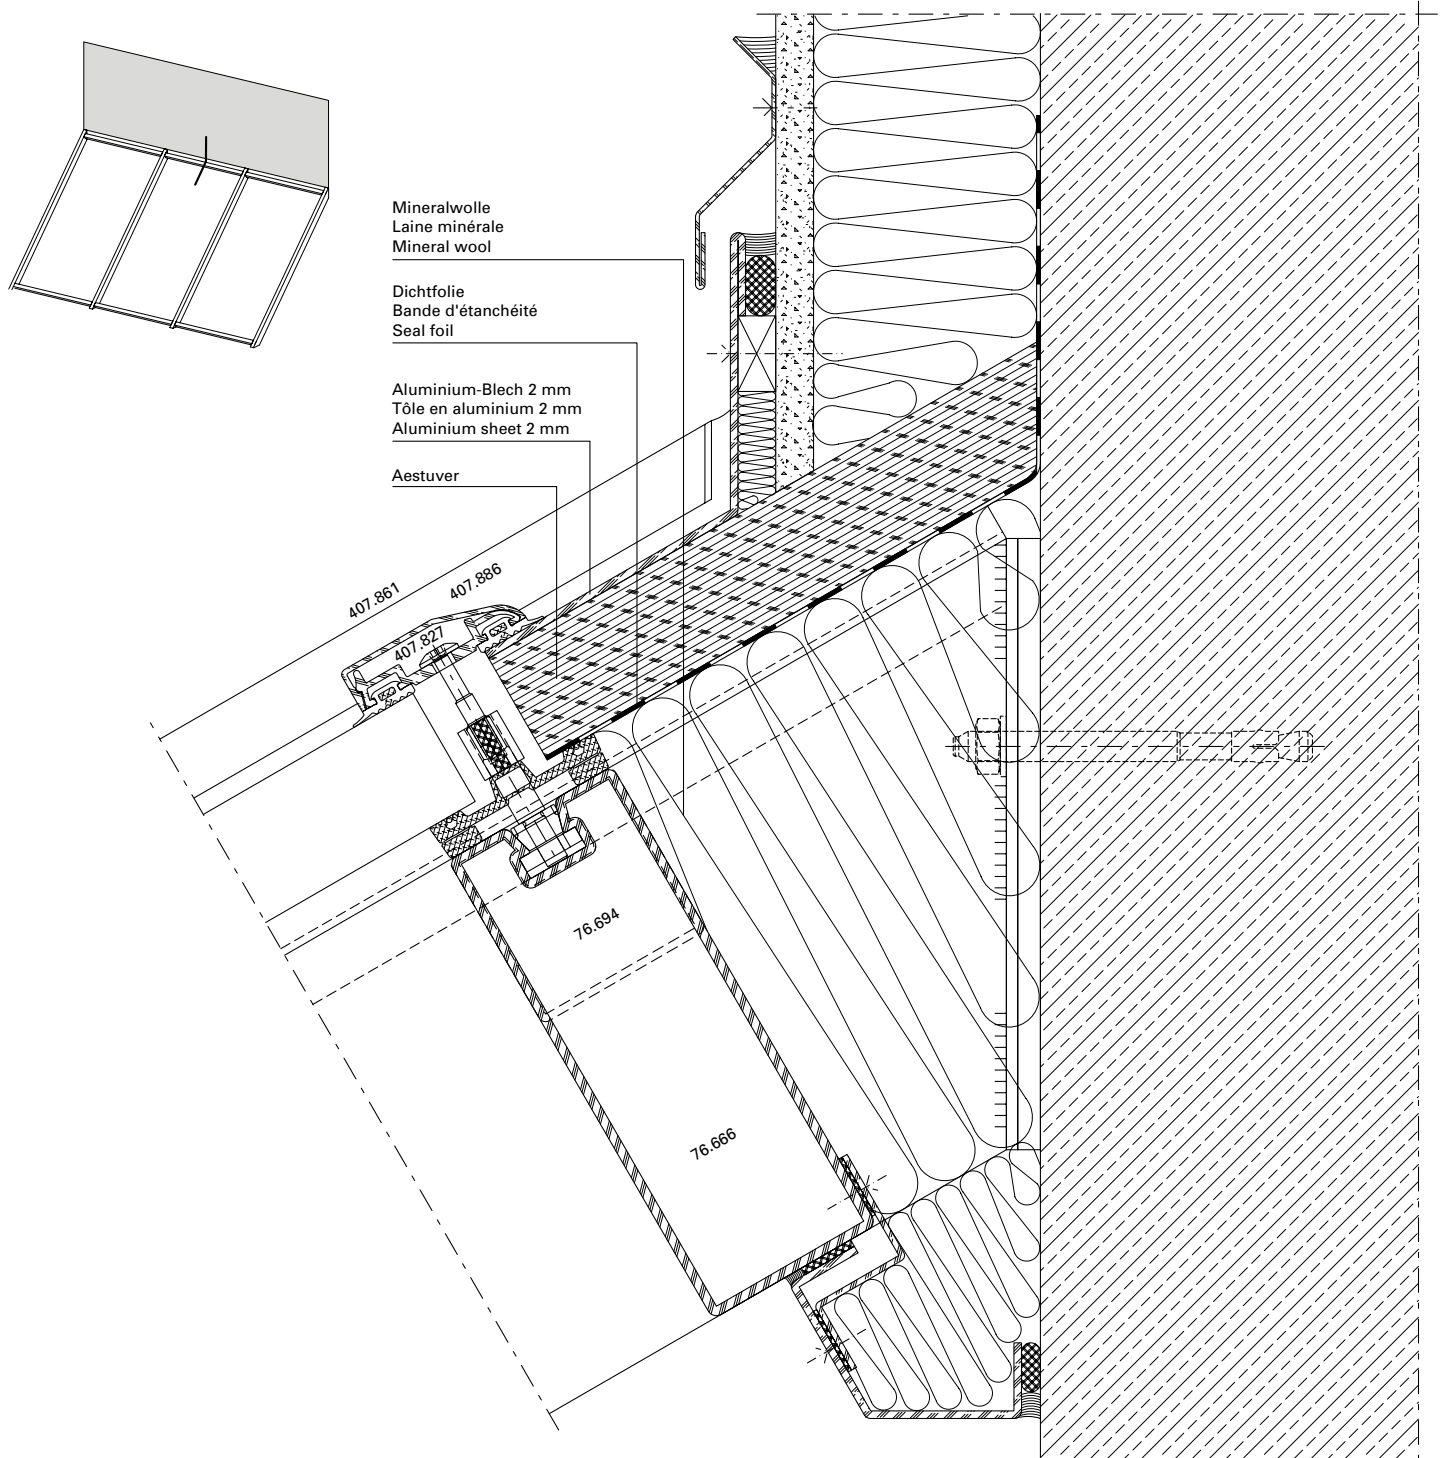 Mineralwolle
Laine minérale
Mineral wool
Dichtfolie
Bande d'étanchéité
Seal foil
Aluminium-Blech 2 mm
Tôle en aluminium 2 mm
Aluminium sheet 2 mm
Aestuver
407.861
407.886
407.827
76.694
76.666